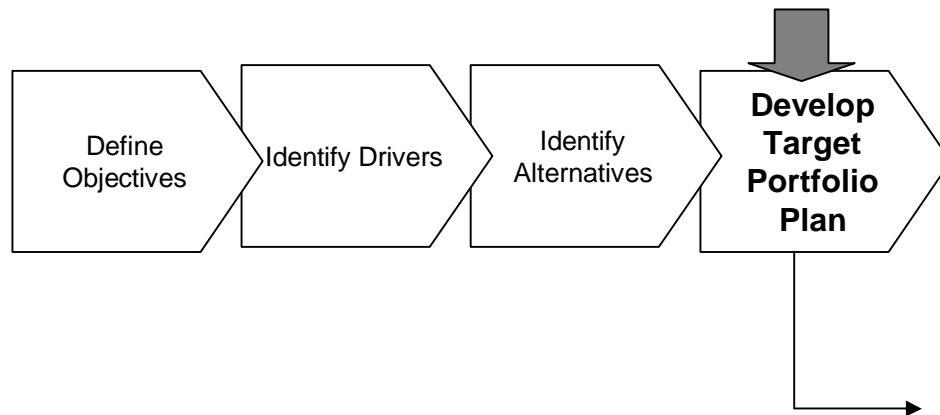 Define
Objectives
Identify Drivers
Identify
Alternatives
Develop
Target
Portfolio
Plan